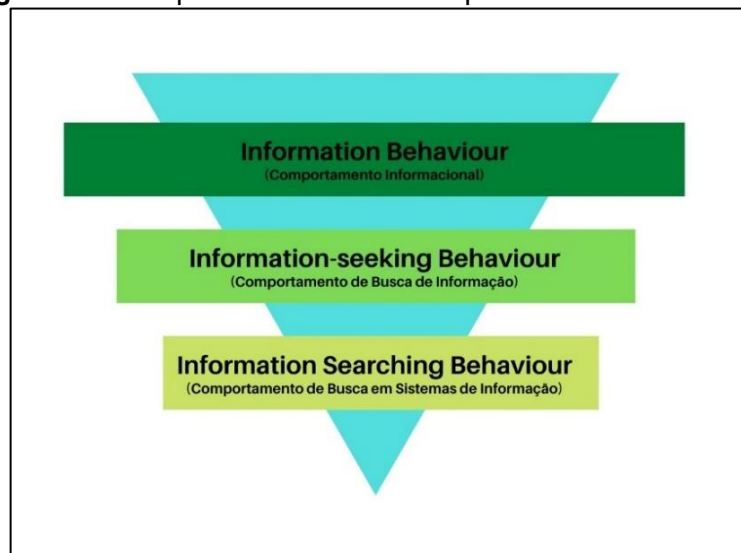 Information Behaviour
(Comportamento Informacional)
Information-seeking Behaviour
(Comportamento de Busca de Informação)
Information Searching Behaviour
(Comportamento de Busca em Sistemas de Informação)